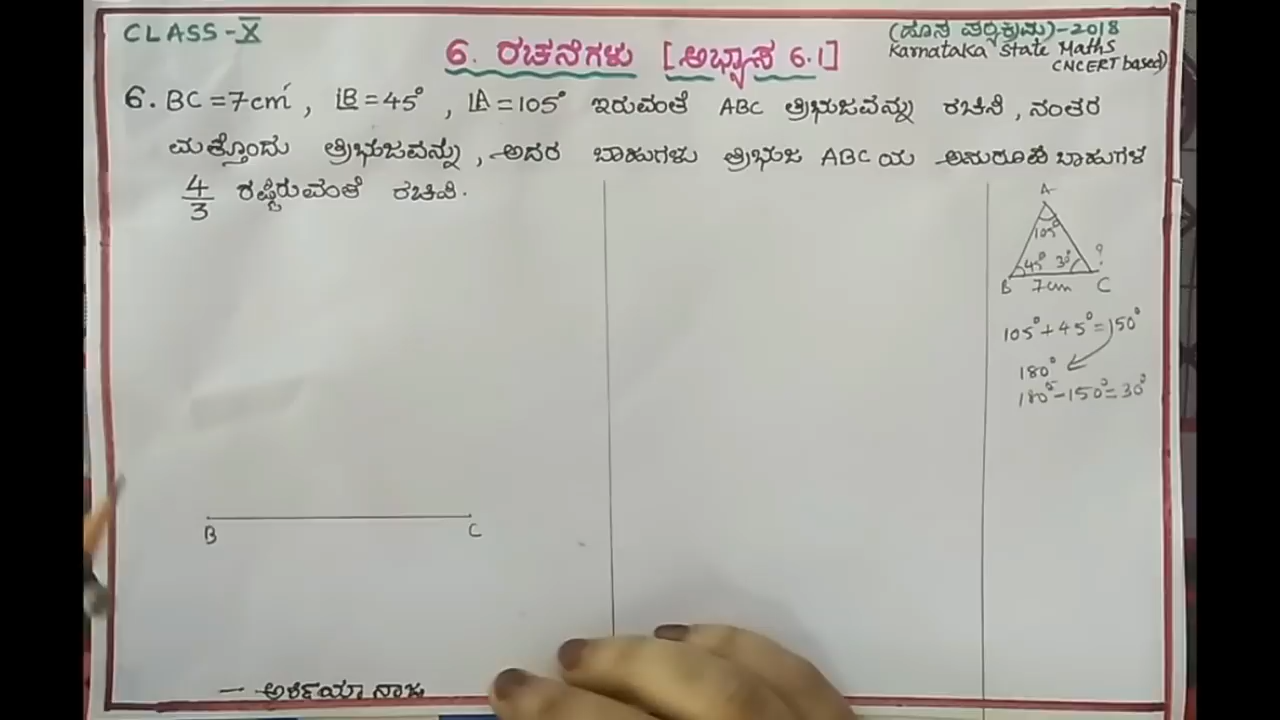 CLASS-X
(ಹೊಸ ಪಠ್ಯಕ್ರಮ)-2018
Karnataka State Maths
(NCERT based)
6. ರಚನೆಗಳು [ಅಭ್ಯಾಸ 6.1]
6. BC=7cm, ∠B=45°, ∠A=105° ಇರುವಂತೆ ABC ತ್ರಿಭುಜವನ್ನು ರಚಿಸಿ, ನಂತರ
ಮತ್ತೊಂದು ತ್ರಿಭುಜವನ್ನು, ಅದರ ಬಾಹುಗಳು ತ್ರಿಭುಜ ABC ಯ ಅನುರೂಪ ಬಾಹುಗಳ
4/3 ರಷ್ಟಿರುವಂತೆ ರಚಿಸಿ.
A
105°
45° 30° ?
B 7cm C
105°+45°=150°
180°
180°-150°=30°
B C